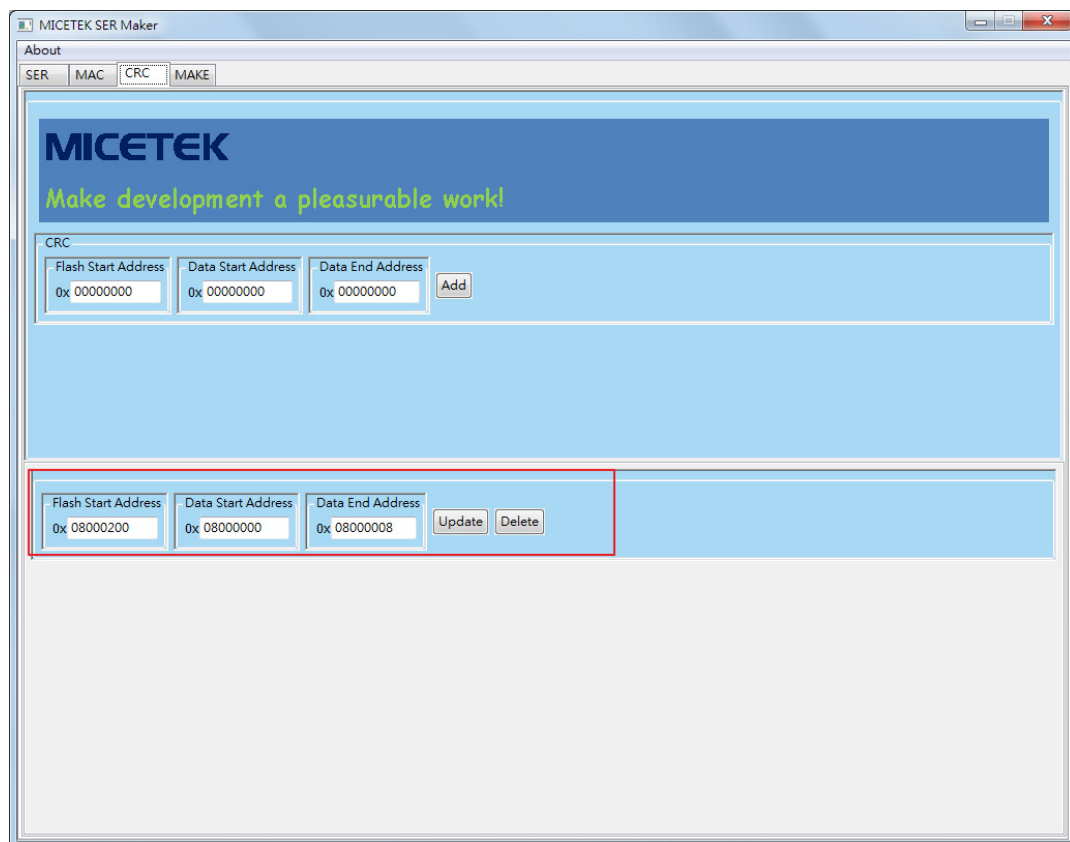 MICETEK SER Maker
About
SER MAC CRC MAKE
MICETEK
Make development a pleasurable work!
CRC
Flash Start Address Data Start Address Data End Address
0x 00000000 0x 00000000 0x 00000000 Add
Flash Start Address Data Start Address Data End Address
0x 08000200 0x 08000000 0x 08000008 Update Delete